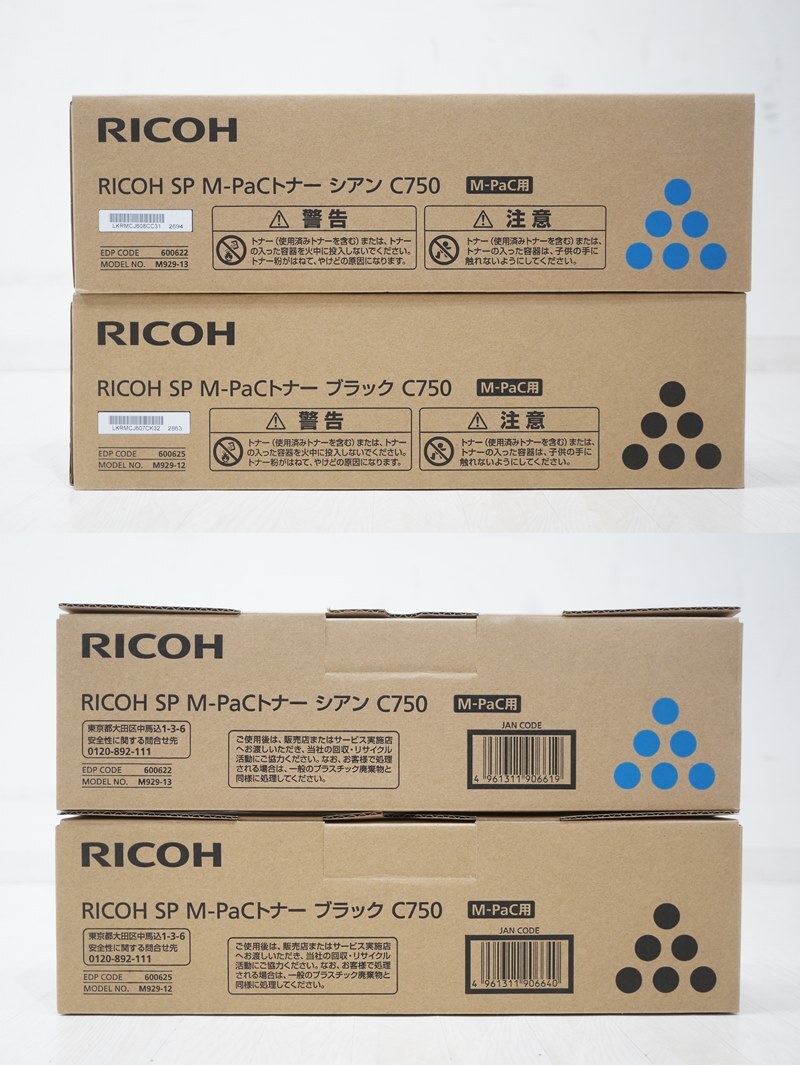 RICOH
RICOH SP M-PaCトナー シアン C750 M-PaC用
LKRMCJ608CC31 2694
EDP CODE 600622
MODEL NO. M929-13
警告
トナー(使用済みトナーを含む)または、トナー
の入った容器を火中に投入しないでください。
トナー粉がはねて、やけどの原因になります。
注意
トナー(使用済みトナーを含む)または、
トナーの入った容器は、子供の手に
触れないようにしてください。
RICOH
RICOH SP M-PaCトナー ブラック C750 M-PaC用
LKRMCJ607CK32 2863
EDP CODE 600625
MODEL NO. M929-12
警告
トナー(使用済みトナーを含む)または、トナー
の入った容器を火中に投入しないでください。
トナー粉がはねて、やけどの原因になります。
注意
トナー(使用済みトナーを含む)または、
トナーの入った容器は、子供の手に
触れないようにしてください。
RICOH
RICOH SP M-PaCトナー シアン C750 M-PaC用
東京都大田区中馬込1-3-6
安全性に関する問合せ先
0120-892-111
EDP CODE 600622
MODEL NO. M929-13
ご使用後は、販売店またはサービス実施店
へお渡しいただき、当社の回収・リサイクル
活動にご協力ください。なお、お客様で処理
される場合は、一般のプラスチック廃棄物と
同様に処理してください。
JAN CODE
4 961311 906619
RICOH
RICOH SP M-PaCトナー ブラック C750 M-PaC用
東京都大田区中馬込1-3-6
安全性に関する問合せ先
0120-892-111
EDP CODE 600625
MODEL NO. M929-12
ご使用後は、販売店またはサービス実施店
へお渡しいただき、当社の回収・リサイクル
活動にご協力ください。なお、お客様で処理
される場合は、一般のプラスチック廃棄物と
同様に処理してください。
JAN CODE
4 961311 906640